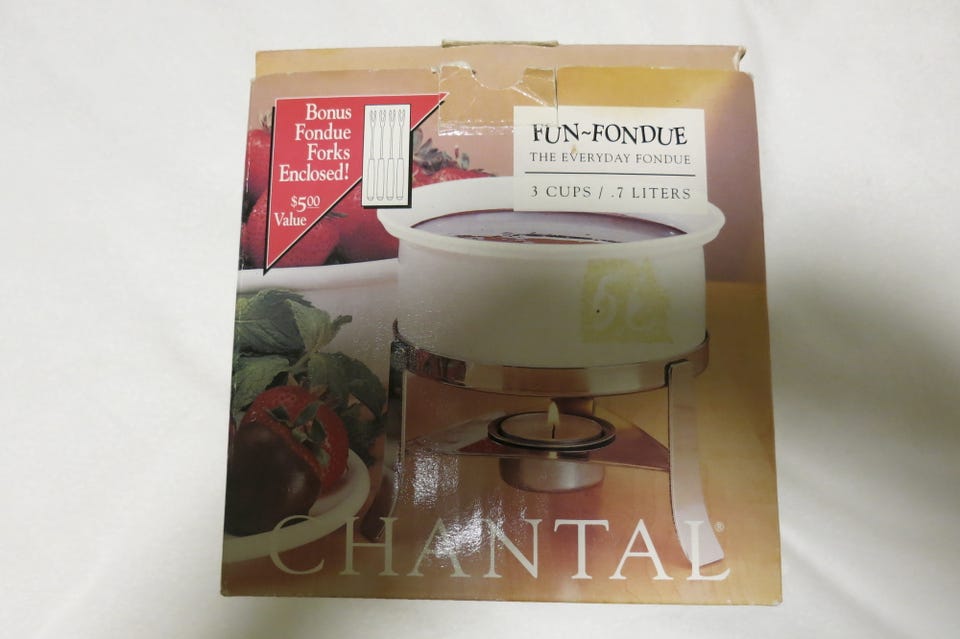 Bonus
Fondue
Forks
Enclosed!
$5.00
Value
FUN~FONDUE
THE EVERYDAY FONDUE
3 CUPS / .7 LITERS
CHANTAL®